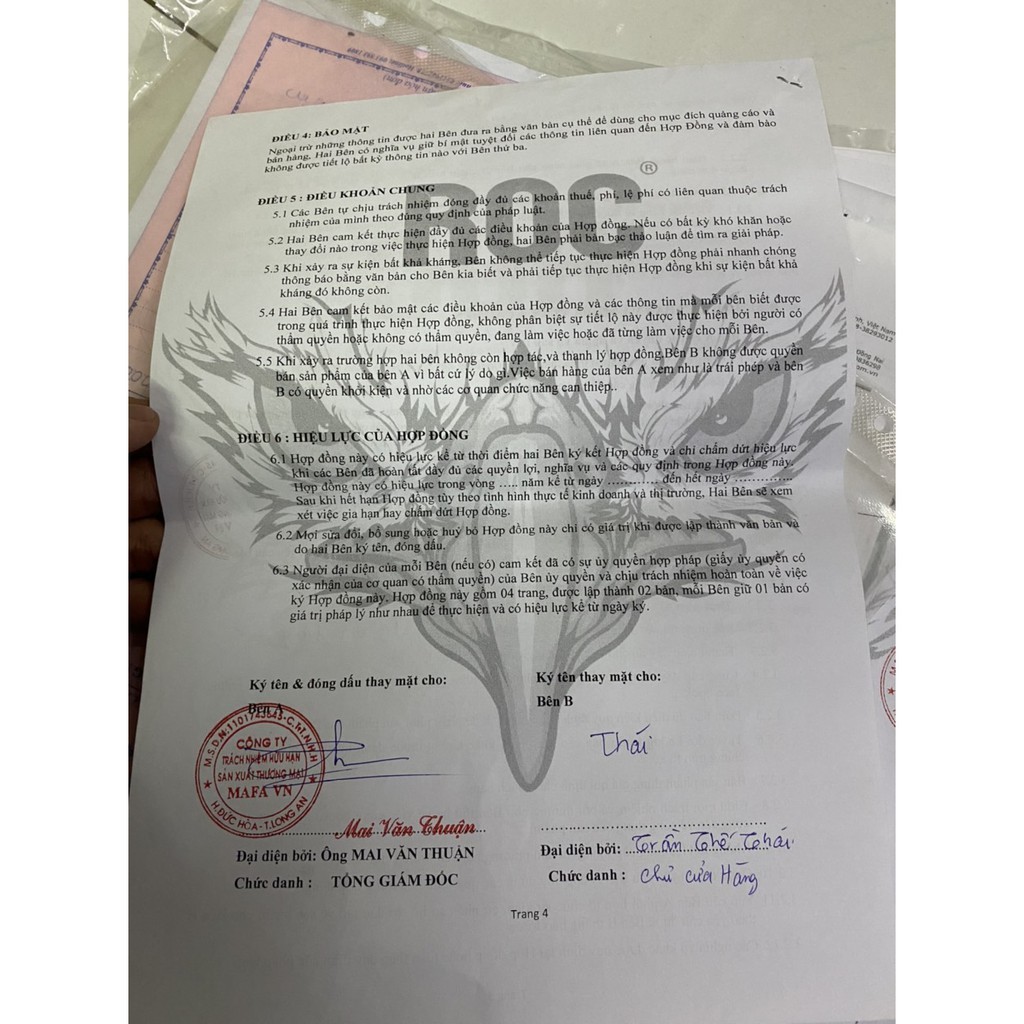 ĐIỀU 4: BẢO MẬT
Ngoại trừ những thông tin được hai Bên đưa ra bằng văn bản cụ thể để dùng cho mục đích quảng cáo và
bán hàng, Hai Bên có nghĩa vụ giữ bí mật tuyệt đối các thông tin liên quan đến Hợp Đồng và đảm bảo
không được tiết lộ bất kỳ thông tin nào với Bên thứ ba.
ROC ®
ĐIỀU 5 : ĐIỀU KHOẢN CHUNG
5.1 Các Bên tự chịu trách nhiệm đóng đầy đủ các khoản thuế, phí, lệ phí có liên quan thuộc trách
nhiệm của mình theo đúng quy định của pháp luật.
5.2 Hai Bên cam kết thực hiện đầy đủ các điều khoản của Hợp đồng. Nếu có bất kỳ khó khăn hoặc
thay đổi nào trong việc thực hiện Hợp đồng, hai Bên phải bàn bạc thảo luận để tìm ra giải pháp.
5.3 Khi xảy ra sự kiện bất khả kháng. Bên không thể tiếp tục thực hiện Hợp đồng phải nhanh chóng
thông báo bằng văn bản cho Bên kia biết và phải tiếp tục thực hiện Hợp đồng khi sự kiện bất khả
kháng đó không còn.
5.4 Hai Bên cam kết bảo mật các điều khoản của Hợp đồng và các thông tin mà mỗi bên biết được
trong quá trình thực hiện Hợp đồng, không phân biệt sự tiết lộ này được thực hiện bởi người có
thẩm quyền hoặc không có thẩm quyền, đang làm việc hoặc đã từng làm việc cho mỗi Bên.
5.5 Khi xảy ra trường hợp hai bên không còn hợp tác,và thanh lý hợp đồng,Bên B không được quyền
bán sản phẩm của bên A vì bất cứ lý do gì.Việc bán hàng của bên A xem như là trái phép và bên
B có quyền khởi kiện và nhờ các cơ quan chức năng can thiệp..
ĐIỀU 6 : HIỆU LỰC CỦA HỢP ĐỒNG
6.1 Hợp đồng này có hiệu lực kể từ thời điểm hai Bên ký kết Hợp đồng và chỉ chấm dứt hiệu lực
khi các Bên đã hoàn tất đầy đủ các quyền lợi, nghĩa vụ và các quy định trong Hợp đồng này.
Hợp đồng này có hiệu lực trong vòng ….. năm kể từ ngày …………. đến hết ngày …………..
Sau khi hết hạn Hợp đồng tùy theo tình hình thực tế kinh doanh và thị trường, Hai Bên sẽ xem
xét việc gia hạn hay chấm dứt Hợp đồng.
6.2 Mọi sửa đổi, bổ sung hoặc huỷ bỏ Hợp đồng này chỉ có giá trị khi được lập thành văn bản và
do hai Bên ký tên, đóng dấu.
6.3 Người đại diện của mỗi Bên (nếu có) cam kết đã có sự ủy quyền hợp pháp (giấy ủy quyền có
xác nhận của cơ quan có thẩm quyền) của Bên ủy quyền và chịu trách nhiệm hoàn toàn về việc
ký Hợp đồng này. Hợp đồng này gồm 04 trang, được lập thành 02 bản, mỗi Bên giữ 01 bản có
giá trị pháp lý như nhau để thực hiện và có hiệu lực kể từ ngày ký.
Ký tên & đóng dấu thay mặt cho:
Bên A
Ký tên thay mặt cho:
Bên B
M.S.D.N:1101743645-C.T.T.N.H.H
CÔNG TY
TRÁCH NHIỆM HỮU HẠN
SẢN XUẤT THƯƠNG MẠI
MAFA VN
H.ĐỨC HÒA-T.LONG AN
Thái
Mai Văn Thuận
Đại diện bởi: Ông MAI VĂN THUẬN
Chức danh : TỔNG GIÁM ĐỐC
Đại diện bởi: Trần Thế Thái
Chức danh : chủ cửa Hàng
Trang 4